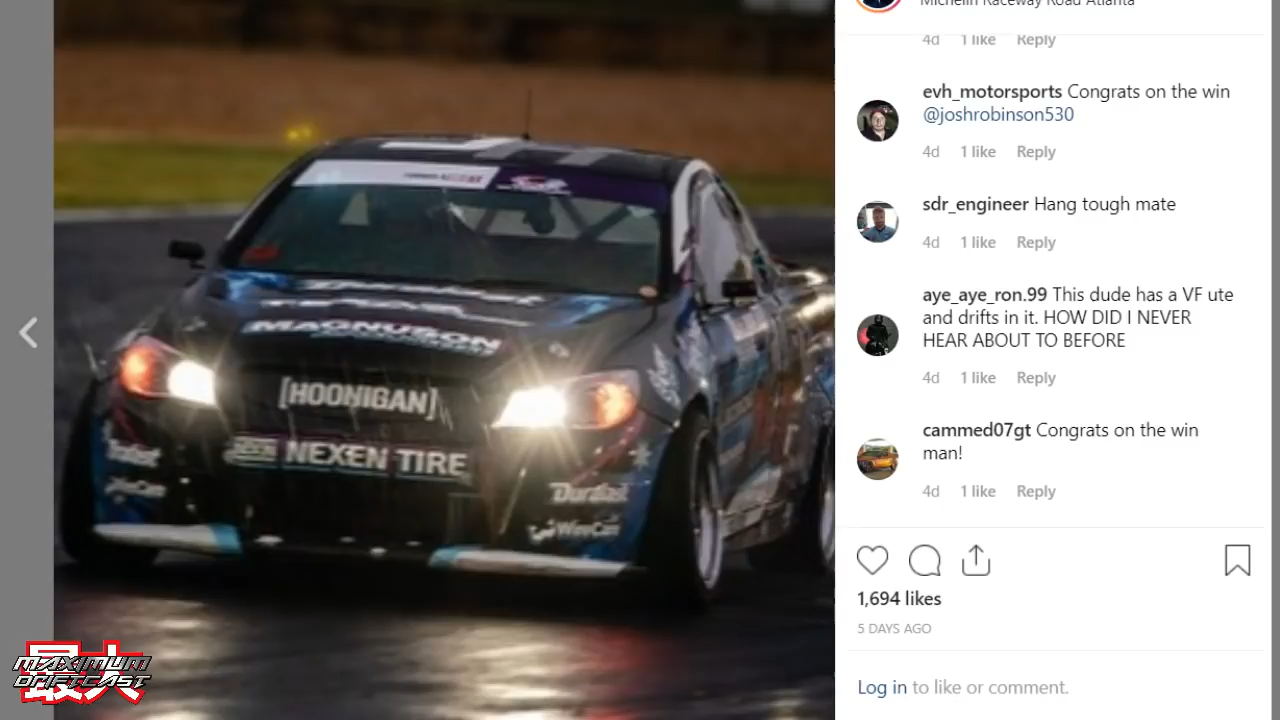 Michelin Raceway Road Atlanta
4d 1 like Reply
evh_motorsports Congrats on the win
@joshrobinson530
4d 1 like Reply
sdr_engineer Hang tough mate
4d 1 like Reply
aye_aye_ron.99 This dude has a VF ute
and drifts in it. HOW DID I NEVER
HEAR ABOUT TO BEFORE
4d 1 like Reply
cammed07gt Congrats on the win
man!
4d 1 like Reply
1,694 likes
5 DAYS AGO
Log in to like or comment.
MAGNUSON
[HOONIGAN]
NEXEN TIRE
Duralast
最大
MAXIMUM
DRIFTCAST